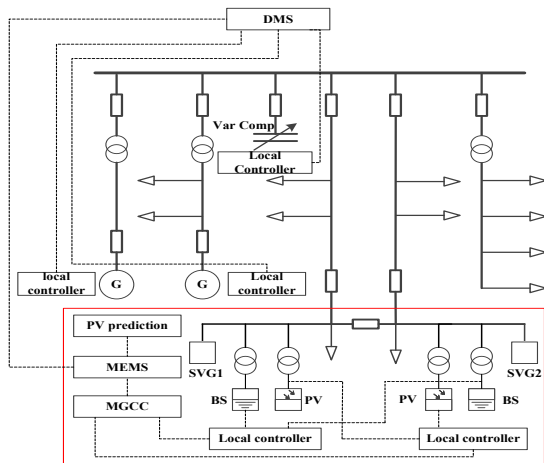 DMS
Var Comp
Local
Controller
local
controller
G
G
Local
controller
PV prediction
MEMS
MGCC
SVG1
BS
PV
PV
BS
SVG2
Local controller
Local controller